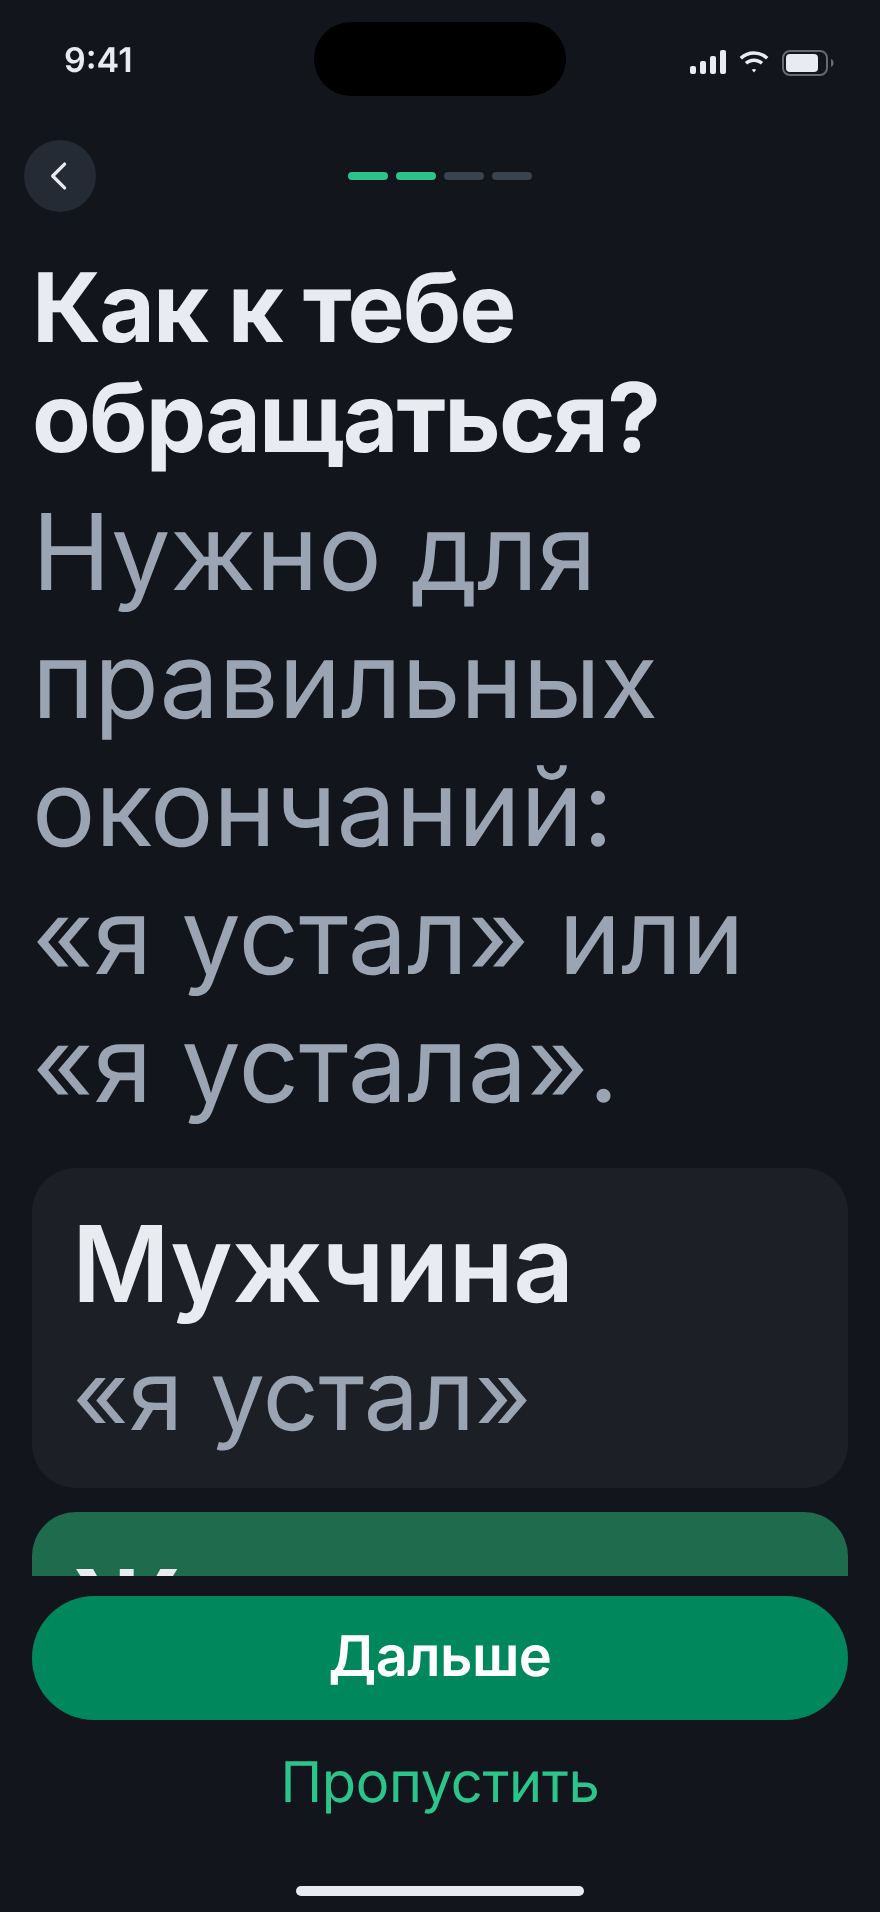 9:41
Как к тебе
обращаться?
Нужно для
правильных
окончаний:
«я устал» или
«я устала».
Мужчина
«я устал»
Дальше
Пропустить